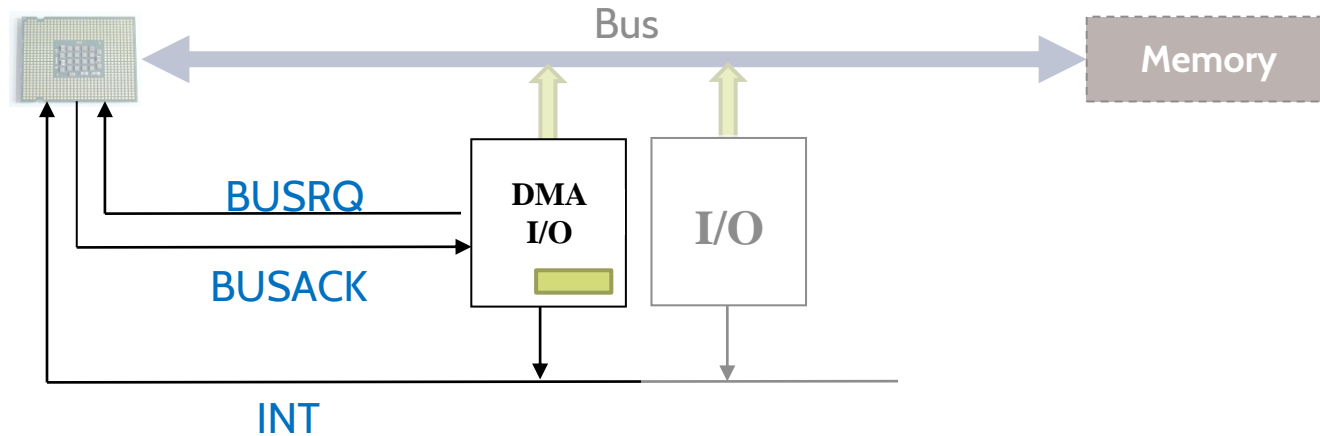 Bus
Memory
BUSRQ
DMA
I/O
I/O
BUSACK
INT